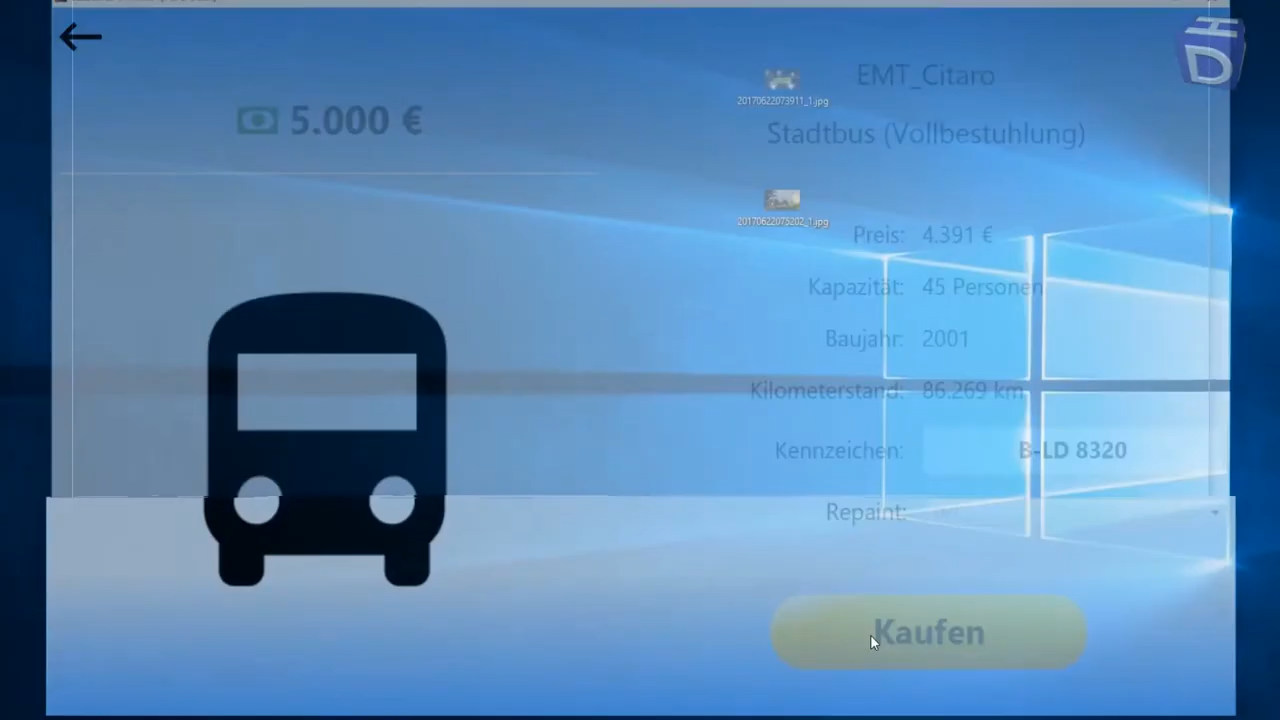 5.000 €
EMT_Citaro
Stadtbus (Vollbestuhlung)
20170622073911_1.jpg
20170622075202_1.jpg
Preis: 4.391 €
Kapazität: 45 Personen
Baujahr: 2001
Kilometerstand: 86.269 km
Kennzeichen: B-LD 8320
Repaint:
Kaufen
HD